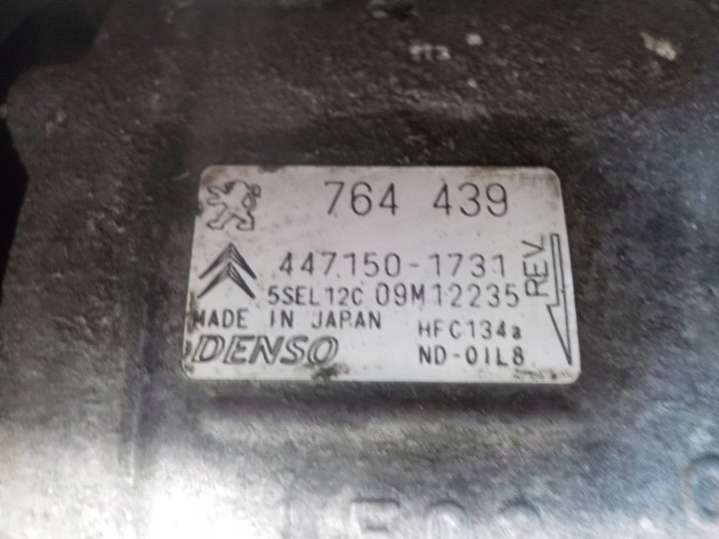 764 439
447150-1731
5SEL12C 09M12235
REV.
MADE IN JAPAN
HFC134a
DENSO
ND-OIL8